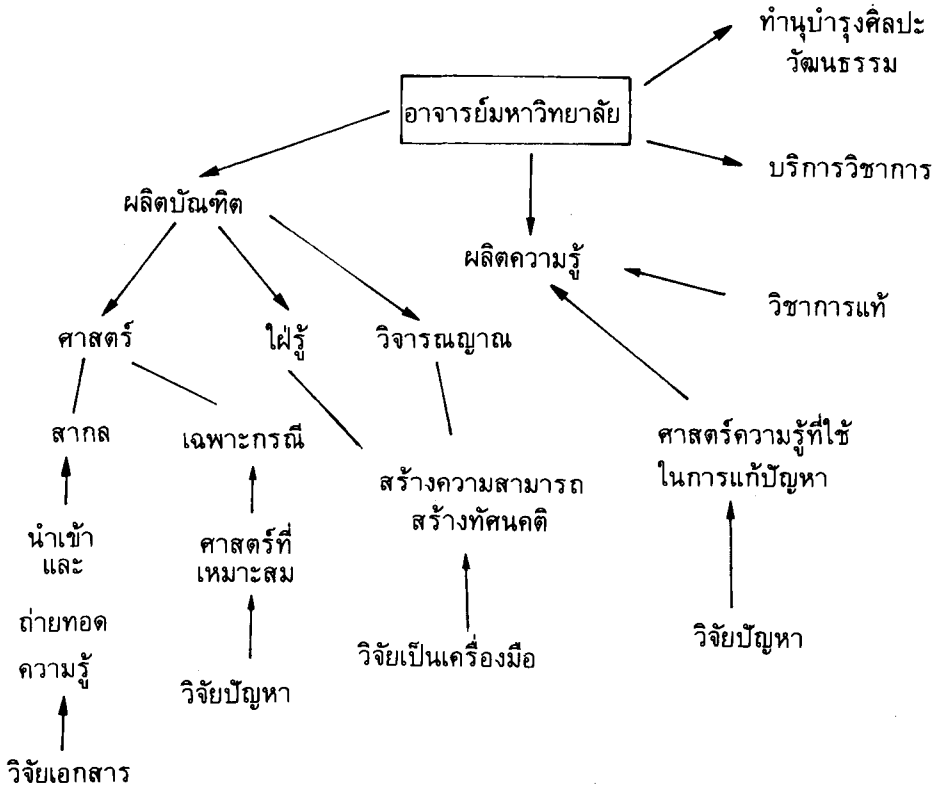 ทำนุบำรุงศิลปะ
วัฒนธรรม
อาจารย์มหาวิทยาลัย
บริการวิชาการ
ผลิตบัณฑิต
ผลิตความรู้
วิชาการแท้
ศาสตร์
ใฝ่รู้
วิจารณญาณ
สากล
เฉพาะกรณี
ศาสตร์ความรู้ที่ใช้
ในการแก้ปัญหา
สร้างความสามารถ
สร้างทัศนคติ
นำเข้า
และ
ศาสตร์ที่
เหมาะสม
ถ่ายทอด
ความรู้
วิจัยปัญหา
วิจัยเป็นเครื่องมือ
วิจัยปัญหา
วิจัยเอกสาร